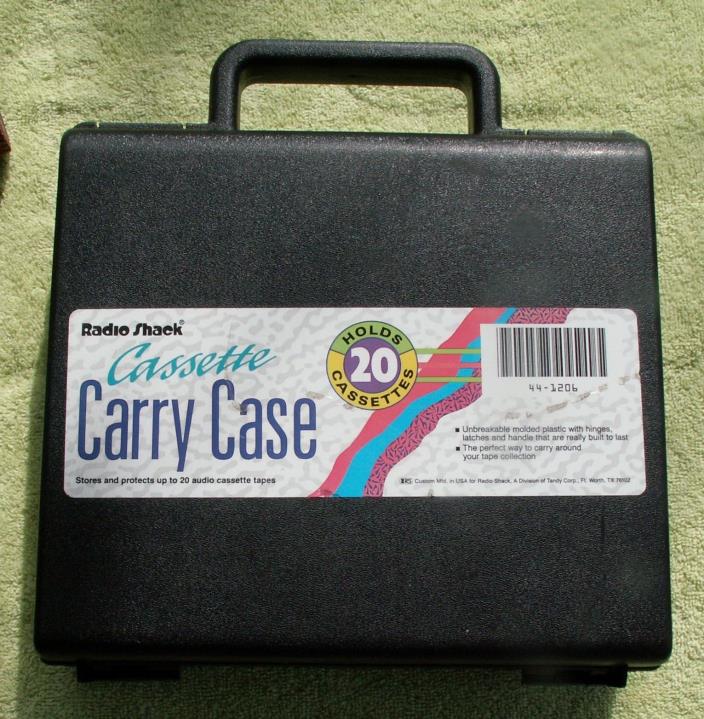 Radio Shack®
Cassette
Carry Case
Stores and protects up to 20 audio cassette tapes
HOLDS
20
CASSETTES
44-1206
■ Unbreakable molded plastic with hinges,
latches and handle that are really built to last
■ The perfect way to carry around
your tape collection
Custom Mfd. in USA for Radio Shack, A Division of Tandy Corp., Ft. Worth, TX 76102